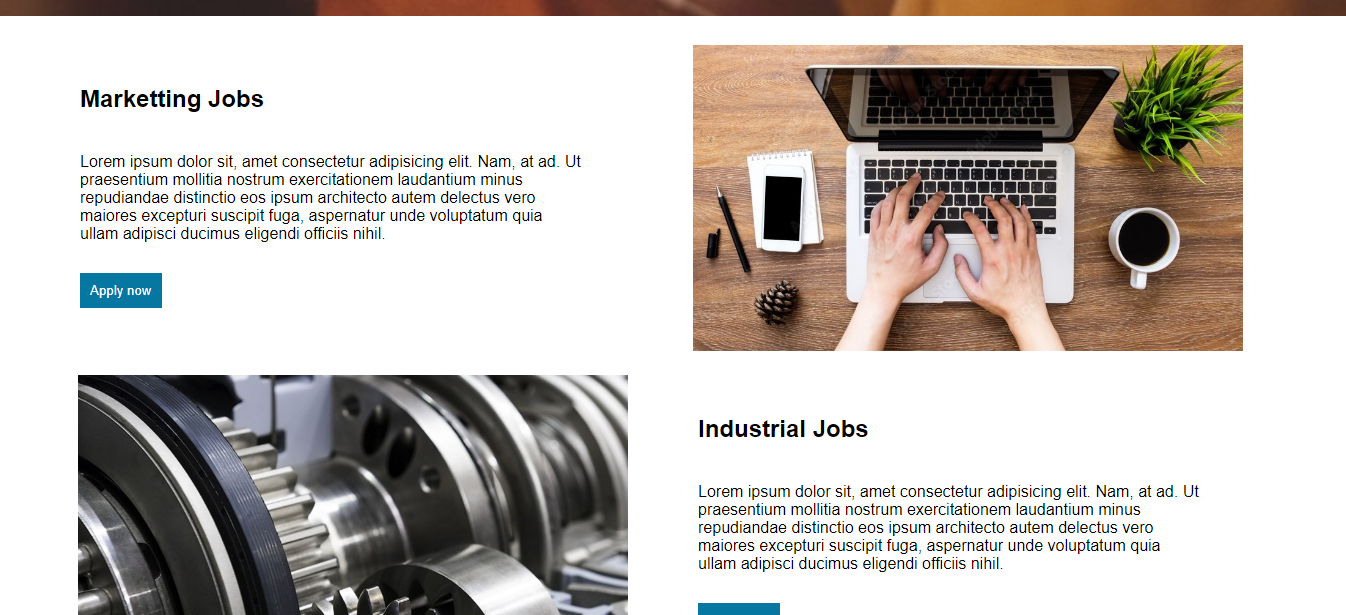 Marketting Jobs
Lorem ipsum dolor sit, amet consectetur adipisicing elit. Nam, at ad. Ut
praesentium mollitia nostrum exercitationem laudantium minus
repudiandae distinctio eos ipsum architecto autem delectus vero
maiores excepturi suscipit fuga, aspernatur unde voluptatum quia
ullam adipisci ducimus eligendi officiis nihil.
Apply now
Industrial Jobs
Lorem ipsum dolor sit, amet consectetur adipisicing elit. Nam, at ad. Ut
praesentium mollitia nostrum exercitationem laudantium minus
repudiandae distinctio eos ipsum architecto autem delectus vero
maiores excepturi suscipit fuga, aspernatur unde voluptatum quia
ullam adipisci ducimus eligendi officiis nihil.